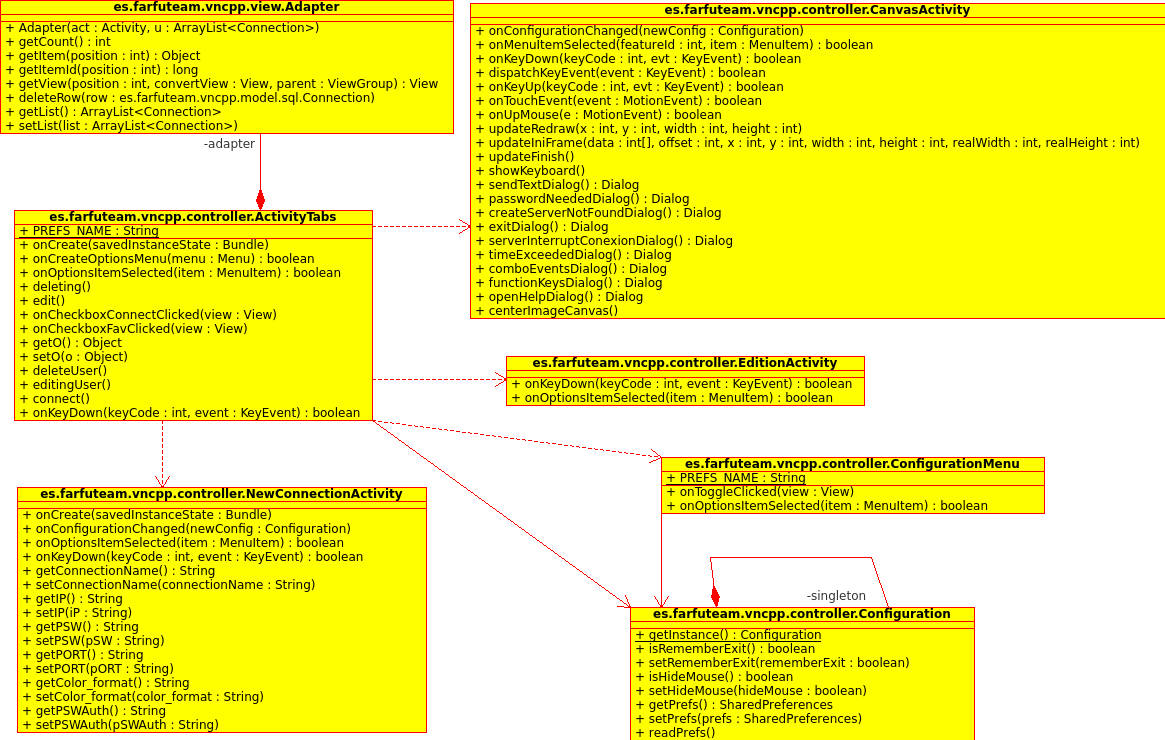 es.farfuteam.vncpp.view.Adapter
+ Adapter(act : Activity, u : ArrayList<Connection>)
+ getCount() : int
+ getItem(position : int) : Object
+ getItemId(position : int) : long
+ getView(position : int, convertView : View, parent : ViewGroup) : View
+ deleteRow(row : es.farfuteam.vncpp.model.sql.Connection)
+ getList() : ArrayList<Connection>
+ setList(list : ArrayList<Connection>)
-adapter
es.farfuteam.vncpp.controller.CanvasActivity
+ onConfigurationChanged(newConfig : Configuration)
+ onMenuItemSelected(featureId : int, item : MenuItem) : boolean
+ onKeyDown(keyCode : int, evt : KeyEvent) : boolean
+ dispatchKeyEvent(event : KeyEvent) : boolean
+ onKeyUp(keyCode : int, evt : KeyEvent) : boolean
+ onTouchEvent(event : MotionEvent) : boolean
+ onUpMouse(e : MotionEvent) : boolean
+ updateRedraw(x : int, y : int, width : int, height : int)
+ updateIniFrame(data : int[], offset : int, x : int, y : int, width : int, height : int, realWidth : int, realHeight : int)
+ updateFinish()
+ showKeyboard()
+ sendTextDialog() : Dialog
+ passwordNeededDialog() : Dialog
+ createServerNotFoundDialog() : Dialog
+ exitDialog() : Dialog
+ serverInterruptConexionDialog() : Dialog
+ timeExceededDialog() : Dialog
+ comboEventsDialog() : Dialog
+ functionKeysDialog() : Dialog
+ openHelpDialog() : Dialog
+ centerImageCanvas()
es.farfuteam.vncpp.controller.ActivityTabs
+ PREFS_NAME : String
+ onCreate(savedInstanceState : Bundle)
+ onCreateOptionsMenu(menu : Menu) : boolean
+ onOptionsItemSelected(item : MenuItem) : boolean
+ deleting()
+ edit()
+ onCheckboxConnectClicked(view : View)
+ onCheckboxFavClicked(view : View)
+ getO() : Object
+ setO(o : Object)
+ deleteUser()
+ editingUser()
+ connect()
+ onKeyDown(keyCode : int, event : KeyEvent) : boolean
es.farfuteam.vncpp.controller.EditionActivity
+ onKeyDown(keyCode : int, event : KeyEvent) : boolean
+ onOptionsItemSelected(item : MenuItem) : boolean
es.farfuteam.vncpp.controller.ConfigurationMenu
+ PREFS_NAME : String
+ onToggleClicked(view : View)
+ onOptionsItemSelected(item : MenuItem) : boolean
es.farfuteam.vncpp.controller.NewConnectionActivity
+ onCreate(savedInstanceState : Bundle)
+ onConfigurationChanged(newConfig : Configuration)
+ onOptionsItemSelected(item : MenuItem) : boolean
+ onKeyDown(keyCode : int, event : KeyEvent) : boolean
+ getConnectionName() : String
+ setConnectionName(connectionName : String)
+ getIP() : String
+ setIP(iP : String)
+ getPSW() : String
+ setPSW(pSW : String)
+ getPORT() : String
+ setPORT(pORT : String)
+ getColor_format() : String
+ setColor_format(color_format : String)
+ getPSWAuth() : String
+ setPSWAuth(pSWAuth : String)
-singleton
es.farfuteam.vncpp.controller.Configuration
+ getInstance() : Configuration
+ isRememberExit() : boolean
+ setRememberExit(rememberExit : boolean)
+ isHideMouse() : boolean
+ setHideMouse(hideMouse : boolean)
+ getPrefs() : SharedPreferences
+ setPrefs(prefs : SharedPreferences)
+ readPrefs()